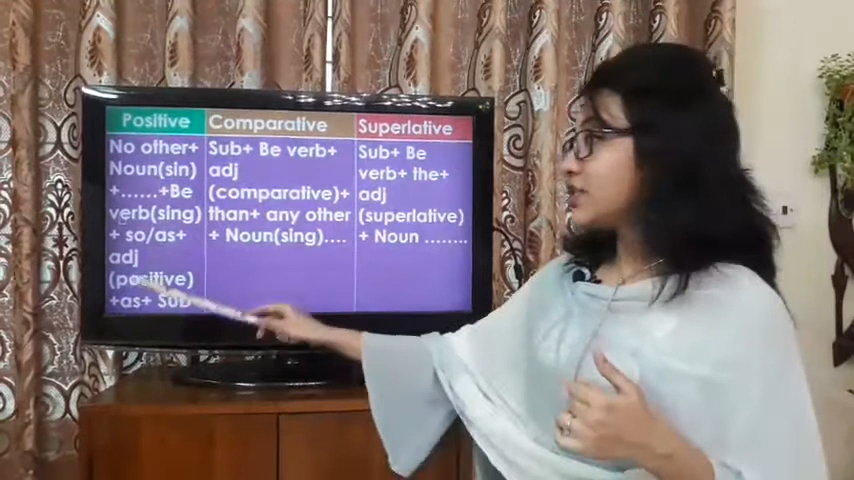 Positive
No other+
Noun(sin)
.....+Be
verb(sing)
+ so/as+
adj
(positive)
+as+ Sub
Comparative
Sub+ Be verb+
adj
(comparative)+
than+ any other
+ Noun(sing....
Superlative
Sub+ Be
verb+ the+
adj
(superlative)
+ Noun .......